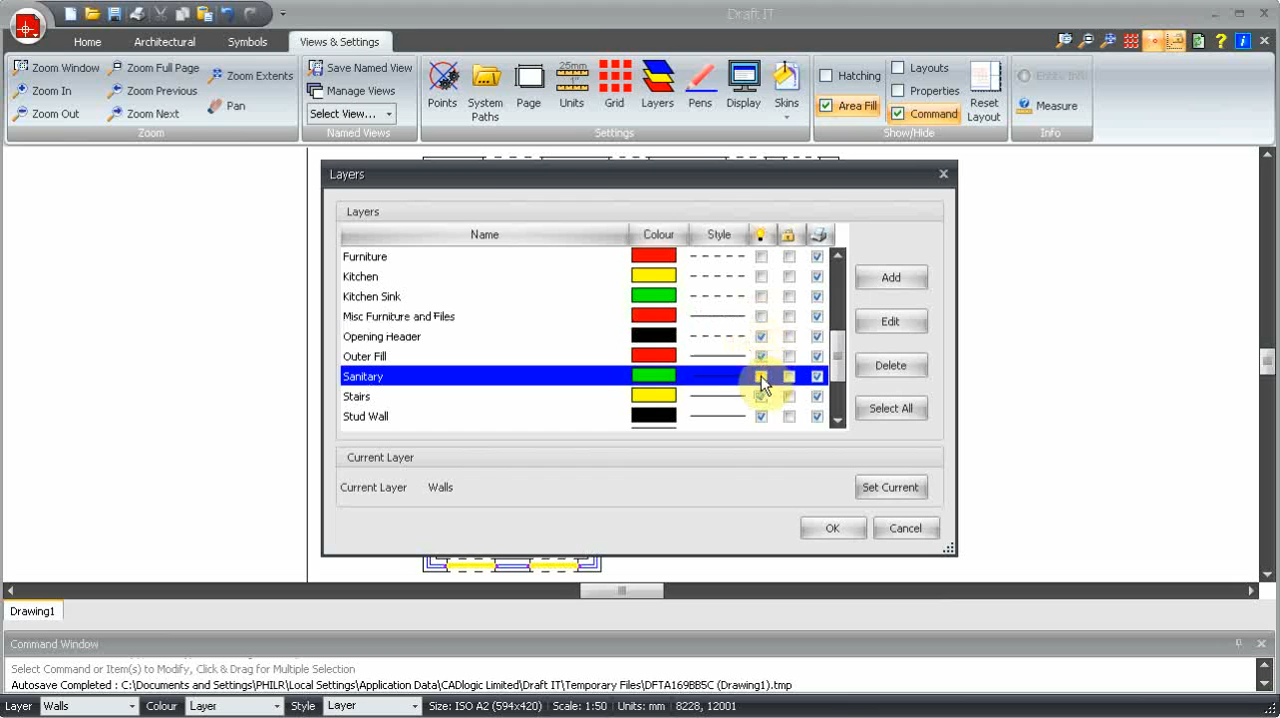 Draft IT
Home Architectural Symbols Views & Settings
Zoom Window Zoom Full Page Zoom Extents
Zoom In Zoom Previous Pan
Zoom Out Zoom Next
Zoom
Save Named View
Manage Views
Select View...
Named Views
25mm
1"
Points System Paths Page Units Grid Layers Pens Display Skins
Settings
Hatching Layouts
Area Fill Properties
Command
Reset Layout
Show/Hide
Measure
Info
Layers
Layers
Name Colour Style
Furniture
Kitchen
Kitchen Sink
Misc Furniture and Files
Opening Header
Outer Fill
Sanitary
Stairs
Stud Wall
Add
Edit
Delete
Select All
Current Layer
Current Layer Walls
Set Current
OK Cancel
Drawing1
Command Window
Select Command or Item(s) to Modify, Click & Drag for Multiple Selection
Autosave Completed : C:\Documents and Settings\PHILR\Local Settings\Application Data\CADlogic Limited\Draft IT\Temporary Files\DFTA169BB5C (Drawing1).tmp
Layer Walls Colour Layer Style Layer Size: ISO A2 (594x420) Scale: 1:50 Units: mm 8228, 12001